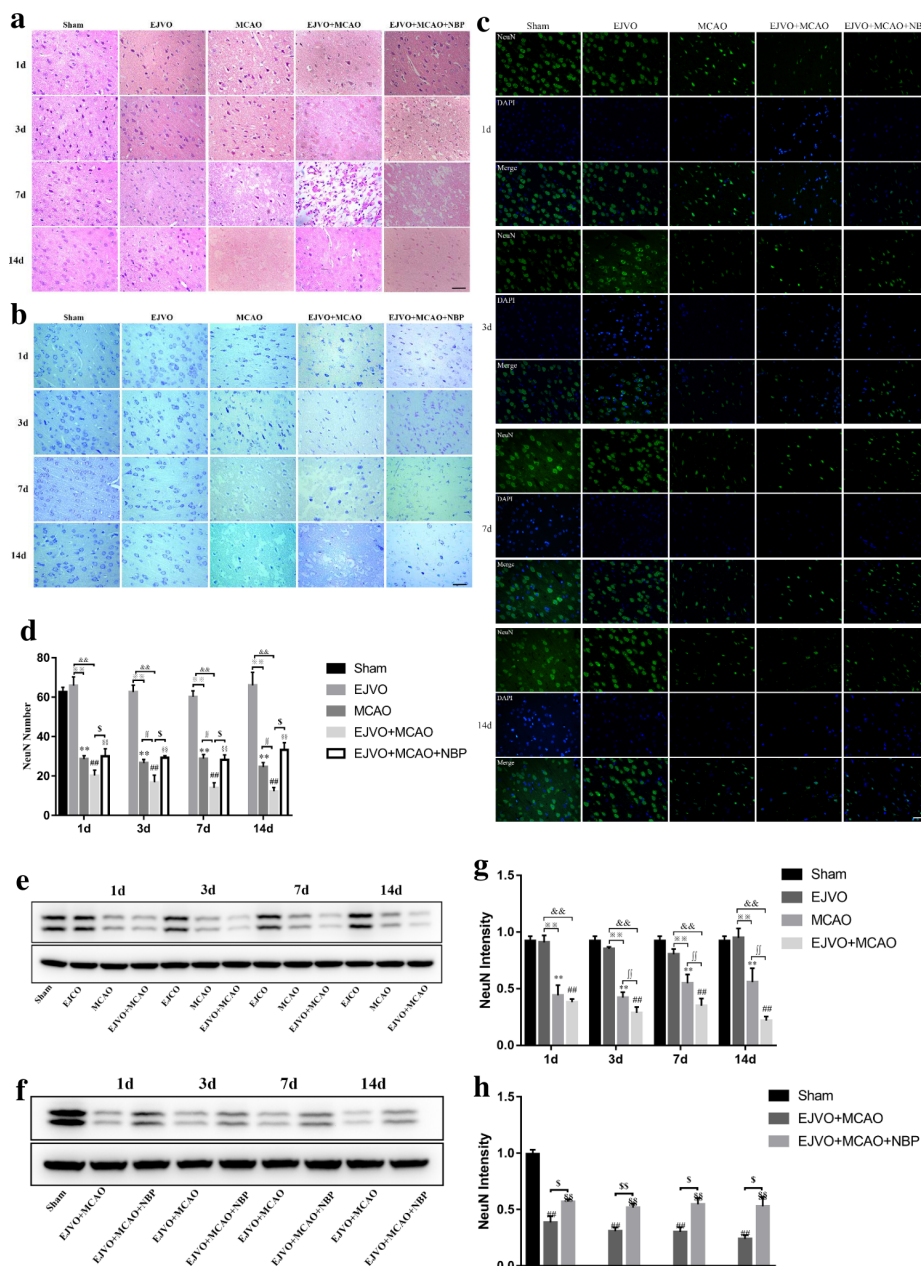 a
Sham EJVO MCAO EJVO+MCAO EJVO+MCAO+NBP
1d
3d
7d
14d
b
Sham EJVO MCAO EJVO+MCAO EJVO+MCAO+NBP
1d
3d
7d
14d
c
Sham EJVO MCAO EJVO+MCAO EJVO+MCAO+NBP
NeuN
1d DAPI
Merge
NeuN
3d DAPI
Merge
NeuN
7d DAPI
Merge
NeuN
14d DAPI
Merge
d
NeuN Number
80
60
40
20
0
&& && && &&
※※ ※※ ※※ ※※
$ # $ # $ # $
** ## §§ ** ## §§ ** ## §§ ** ## §§
1d 3d 7d 14d
Sham
EJVO
MCAO
EJVO+MCAO
EJVO+MCAO+NBP
e
1d 3d 7d 14d
Sham EJCO MCAO EJVO+MCAO EJCO MCAO EJVO+MCAO EJCO MCAO EJVO+MCAO EJCO MCAO EJVO+MCAO
f
1d 3d 7d 14d
Sham EJVO+MCAO EJVO+MCAO+NBP EJVO+MCAO EJVO+MCAO+NBP EJVO+MCAO EJVO+MCAO+NBP EJVO+MCAO EJVO+MCAO+NBP
g
NeuN Intensity
1.5
1.0
0.5
0.0
&& && && &&
※※ ※※ ※※ ※※
∫∫ ∫∫ ∫∫
** ## ** ## ** ## ** ##
1d 3d 7d 14d
Sham
EJVO
MCAO
EJVO+MCAO
h
NeuN Intensity
1.5
1.0
0.5
0.0
$ $$ $ $
## §§ ## §§ ## §§ ## §§
Sham
EJVO+MCAO
EJVO+MCAO+NBP